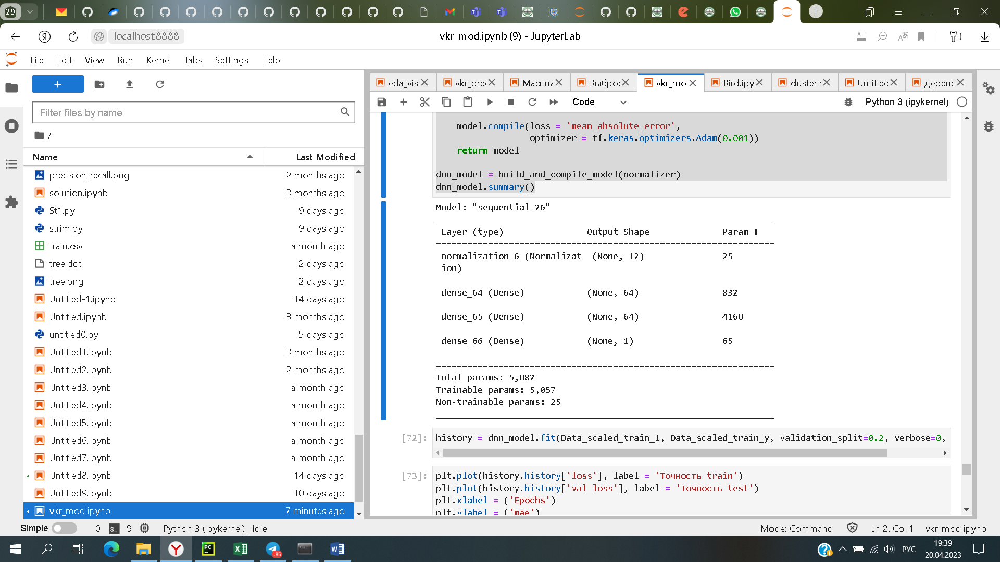 29
localhost:8888
vkr_mod.ipynb (9) - JupyterLab
File Edit View Run Kernel Tabs Settings Help
Filter files by name
/
Name Last Modified
precision_recall.png 2 months ago
solution.ipynb 3 months ago
St1.py 9 days ago
strim.py 9 days ago
train.csv a month ago
tree.dot 2 days ago
tree.png 2 days ago
Untitled-1.ipynb 14 days ago
Untitled.ipynb 3 months ago
untitled0.py 5 days ago
Untitled1.ipynb 3 months ago
Untitled2.ipynb 2 months ago
Untitled3.ipynb a month ago
Untitled4.ipynb a month ago
Untitled5.ipynb a month ago
Untitled6.ipynb a month ago
Untitled7.ipynb a month ago
Untitled8.ipynb 14 days ago
Untitled9.ipynb 10 days ago
vkr_mod.ipynb 7 minutes ago
eda_vis vkr_pre Масшта Выбро vkr_mo Bird.ipy clusterin Untitled Дерево
Code Python 3 (ipykernel)
model.compile(loss = 'mean_absolute_error',
optimizer = tf.keras.optimizers.Adam(0.001))
return model
dnn_model = build_and_compile_model(normalizer)
dnn_model.summary()
Model: "sequential_26"
Layer (type) Output Shape Param #
=================================================================
normalization_6 (Normalizat (None, 12) 25
ion)
dense_64 (Dense) (None, 64) 832
dense_65 (Dense) (None, 64) 4160
dense_66 (Dense) (None, 1) 65
=================================================================
Total params: 5,082
Trainable params: 5,057
Non-trainable params: 25
[72]: history = dnn_model.fit(Data_scaled_train_1, Data_scaled_train_y, validation_split=0.2, verbose=0,
[73]: plt.plot(history.history['loss'], label = 'Точность train')
plt.plot(history.history['val_loss'], label = 'Точность test')
plt.xlabel = ('Epochs')
plt.ylabel = ('mae')
Simple 0 9 Python 3 (ipykernel) | Idle Mode: Command Ln 2, Col 1 vkr_mod.ipynb
РУС
19:39
20.04.2023